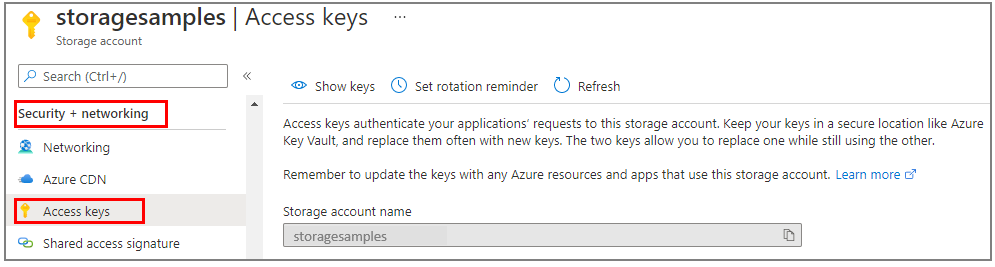 storagesamples | Access keys ...
Storage account
Search (Ctrl+/)
«
Security + networking
Networking
Azure CDN
Access keys
Shared access signature
Show keys
Set rotation reminder
Refresh
Access keys authenticate your applications' requests to this storage account. Keep your keys in a secure location like Azure
Key Vault, and replace them often with new keys. The two keys allow you to replace one while still using the other.
Remember to update the keys with any Azure resources and apps that use this storage account. Learn more
Storage account name
storagesamples